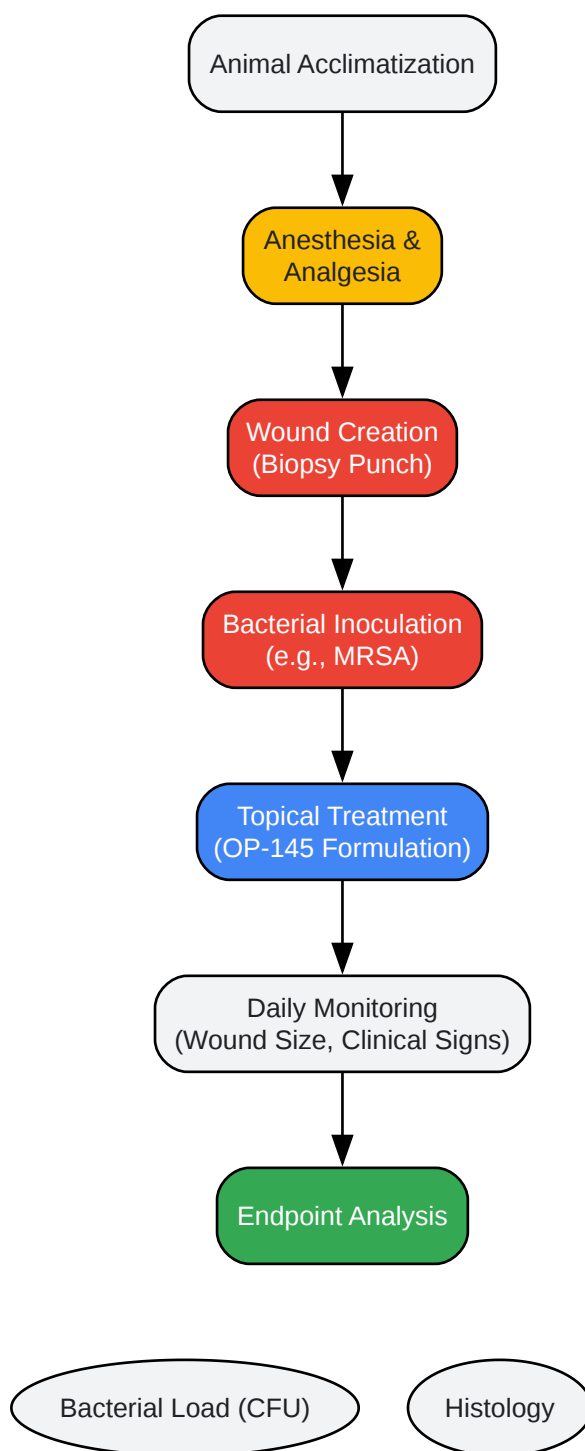 Animal Acclimatization
Anesthesia &
Analgesia
Wound Creation
(Biopsy Punch)
Bacterial Inoculation
(e.g., MRSA)
Topical Treatment
(OP-145 Formulation)
Daily Monitoring
(Wound Size, Clinical Signs)
Endpoint Analysis
Bacterial Load (CFU)
Histology